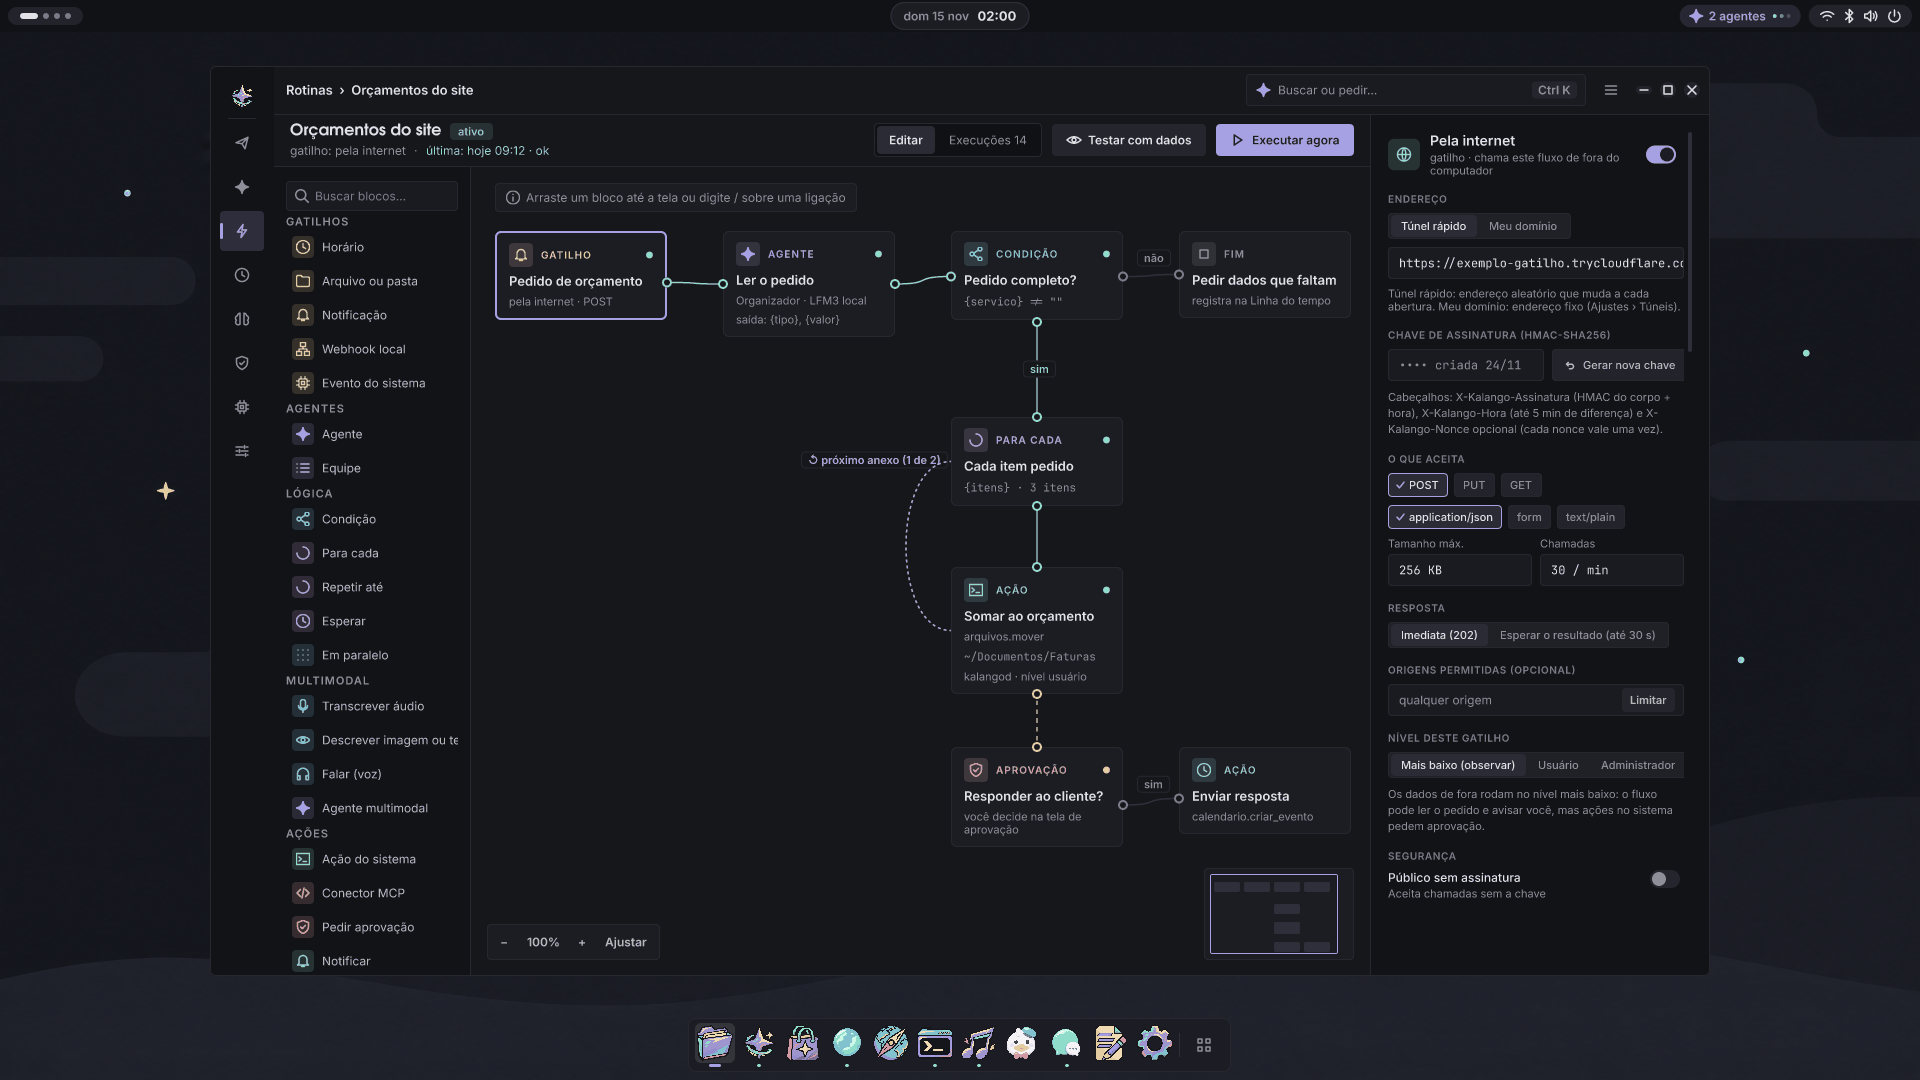 dom 15 nov 02:00
2 agentes
Rotinas › Orçamentos do site
Buscar ou pedir... Ctrl K
Orçamentos do site ativo
gatilho: pela internet · última: hoje 09:12 · ok
Editar Execuções 14
Testar com dados
Executar agora
Buscar blocos...
GATILHOS
Horário
Arquivo ou pasta
Notificação
Webhook local
Evento do sistema
AGENTES
Agente
Equipe
LÓGICA
Condição
Para cada
Repetir até
Esperar
Em paralelo
MULTIMODAL
Transcrever áudio
Descrever imagem ou te
Falar (voz)
Agente multimodal
AÇÕES
Ação do sistema
Conector MCP
Pedir aprovação
Notificar
Arraste um bloco até a tela ou digite / sobre uma ligação
GATILHO
Pedido de orçamento
pela internet · POST
AGENTE
Ler o pedido
Organizador · LFM3 local
saída: {tipo}, {valor}
CONDIÇÃO
Pedido completo?
{servico} ≠ ""
não
FIM
Pedir dados que faltam
registra na Linha do tempo
sim
PARA CADA
Cada item pedido
{itens} · 3 itens
próximo anexo (1 de 2)
AÇÃO
Somar ao orçamento
arquivos.mover
~/Documentos/Faturas
kalangod · nível usuário
APROVAÇÃO
Responder ao cliente?
você decide na tela de
aprovação
sim
AÇÃO
Enviar resposta
calendario.criar_evento
− 100% + Ajustar
Pela internet
gatilho · chama este fluxo de fora do
computador
ENDEREÇO
Túnel rápido Meu domínio
https://exemplo-gatilho.trycloudflare.co
Túnel rápido: endereço aleatório que muda a cada
abertura. Meu domínio: endereço fixo (Ajustes › Túneis).
CHAVE DE ASSINATURA (HMAC-SHA256)
•••• criada 24/11
Gerar nova chave
Cabeçalhos: X-Kalango-Assinatura (HMAC do corpo +
hora), X-Kalango-Hora (até 5 min de diferença) e X-
Kalango-Nonce opcional (cada nonce vale uma vez).
O QUE ACEITA
POST PUT GET
application/json form text/plain
Tamanho máx. Chamadas
256 KB 30 / min
RESPOSTA
Imediata (202) Esperar o resultado (até 30 s)
ORIGENS PERMITIDAS (OPCIONAL)
qualquer origem Limitar
NÍVEL DESTE GATILHO
Mais baixo (observar) Usuário Administrador
Os dados de fora rodam no nível mais baixo: o fluxo
pode ler o pedido e avisar você, mas ações no sistema
pedem aprovação.
SEGURANÇA
Público sem assinatura
Aceita chamadas sem a chave